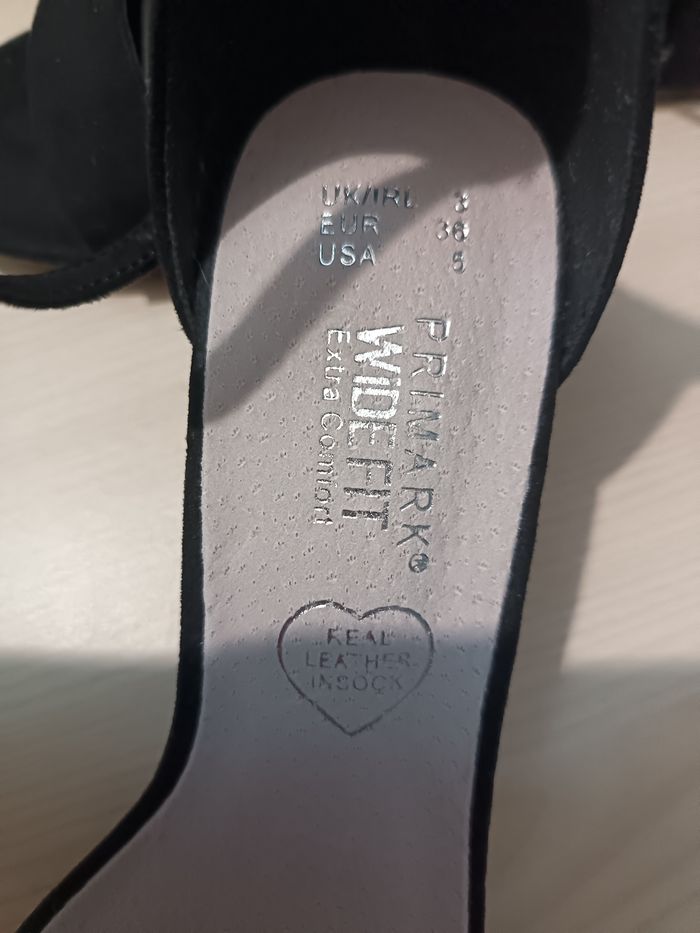 UK/IRL 3
EUR 36
USA 5
PRIMARK®
WIDE FIT
Extra Comfort
REAL
LEATHER
INSOCK